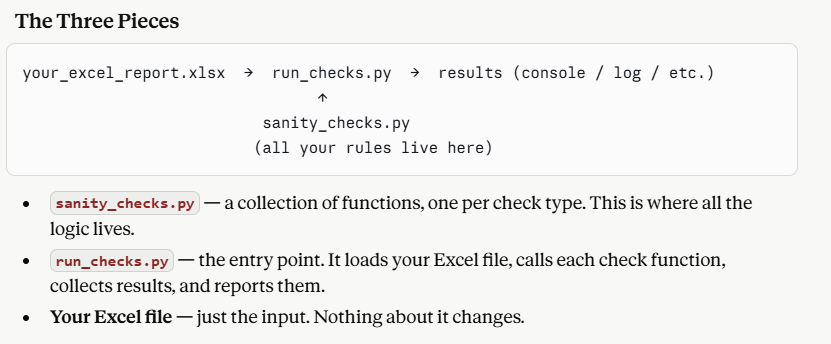 The Three Pieces
your_excel_report.xlsx → run_checks.py → results (console / log / etc.)
↑
sanity_checks.py
(all your rules live here)
• sanity_checks.py — a collection of functions, one per check type. This is where all the
logic lives.
• run_checks.py — the entry point. It loads your Excel file, calls each check function,
collects results, and reports them.
• Your Excel file — just the input. Nothing about it changes.